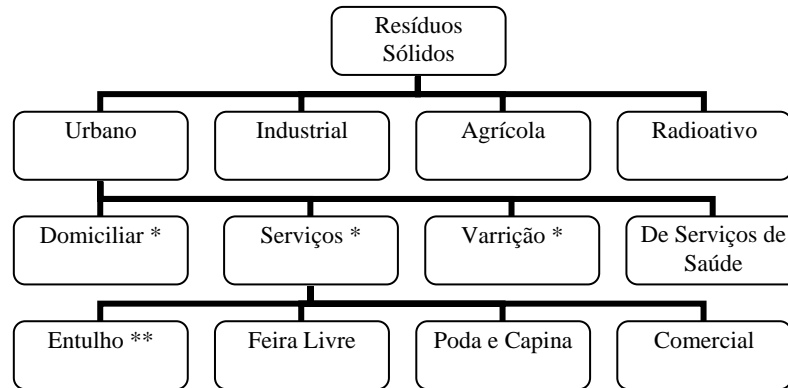 Resíduos
Sólidos
Urbano
Industrial
Agrícola
Radioativo
Domiciliar *
Serviços *
Varrição *
De Serviços de
Saúde
Entulho **
Feira Livre
Poda e Capina
Comercial